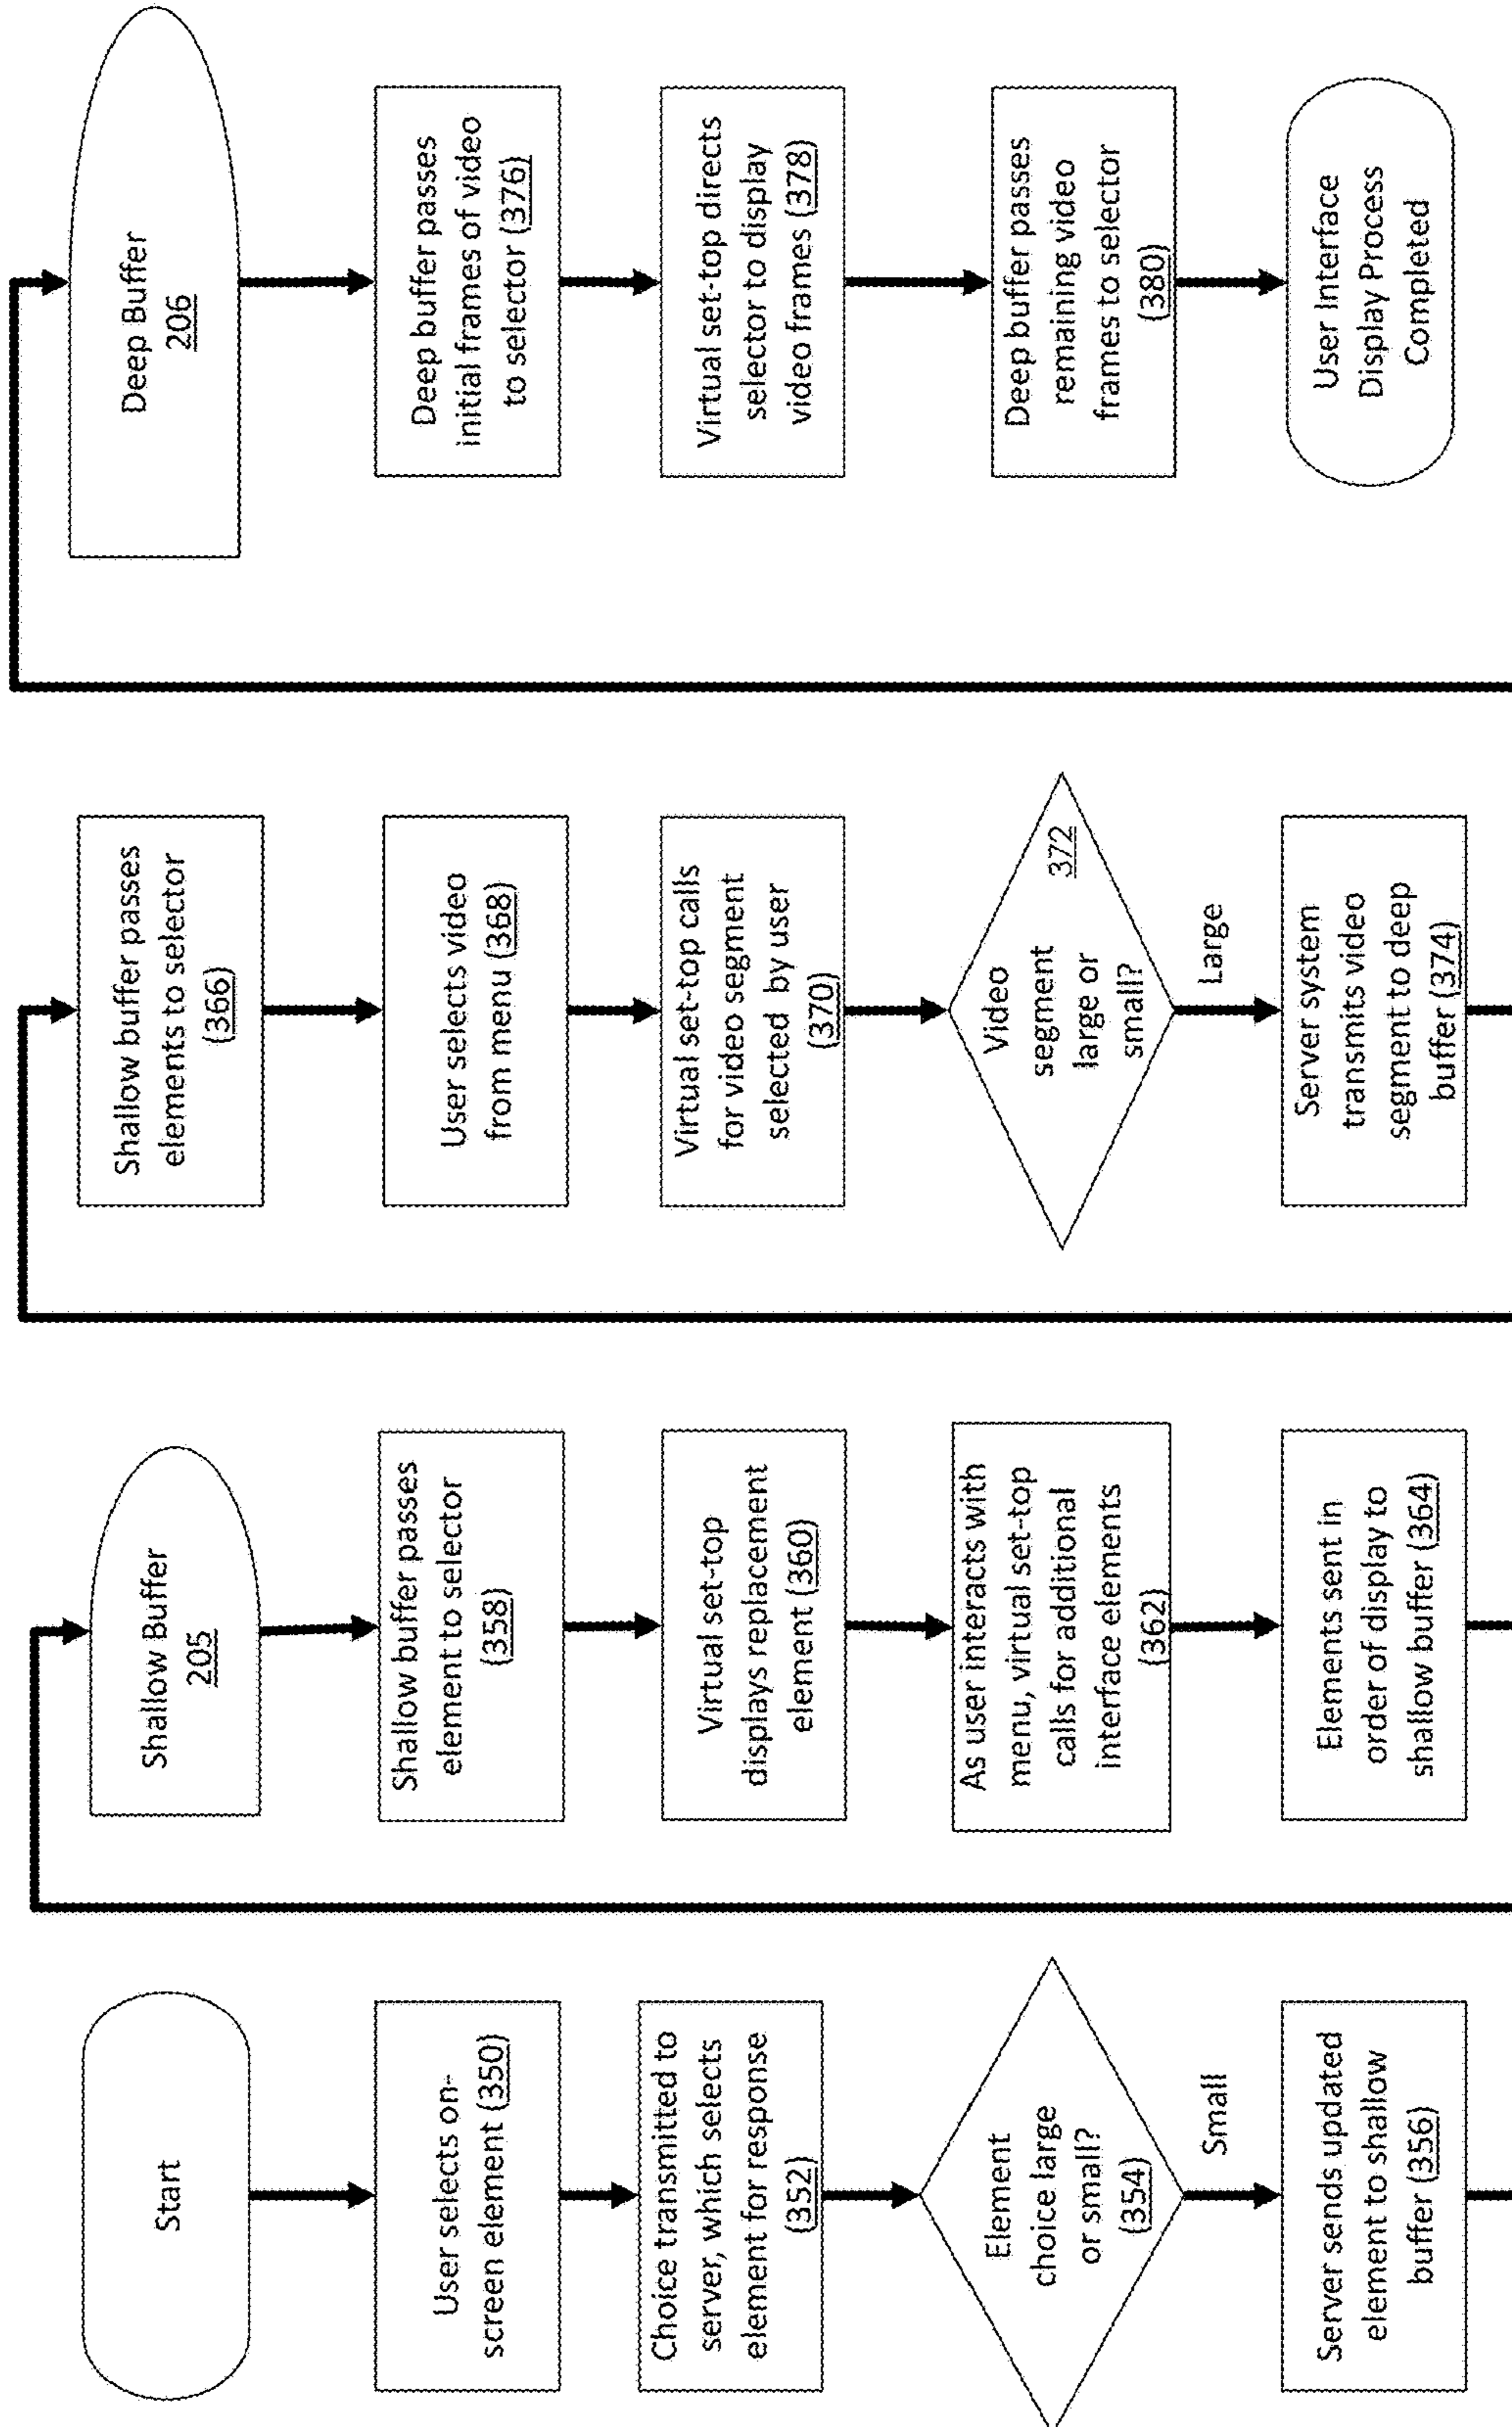 Start
User selects on-
screen element (350)
Choice transmitted to
server, which selects
element for response
(352)
Element
choice large
or small?
(354)
Small
Server sends updated
element to shallow
buffer (356)
Shallow Buffer
205
Shallow buffer passes
element to selector
(358)
Virtual set-top
displays replacement
element (360)
As user interacts with
menu, virtual set-top
calls for additional
interface elements
(362)
Elements sent in
order of display to
shallow buffer (364)
Shallow buffer passes
elements to selector
(366)
User selects video
from menu (368)
Virtual set-top calls
for video segment
selected by user
(370)
Video
segment
large or
small?
372
Large
Server system
transmits video
segment to deep
buffer (374)
Deep Buffer
206
Deep buffer passes
initial frames of video
to selector (376)
Virtual set-top directs
selector to display
video frames (378)
Deep buffer passes
remaining video
frames to selector
(380)
User Interface
Display Process
Completed